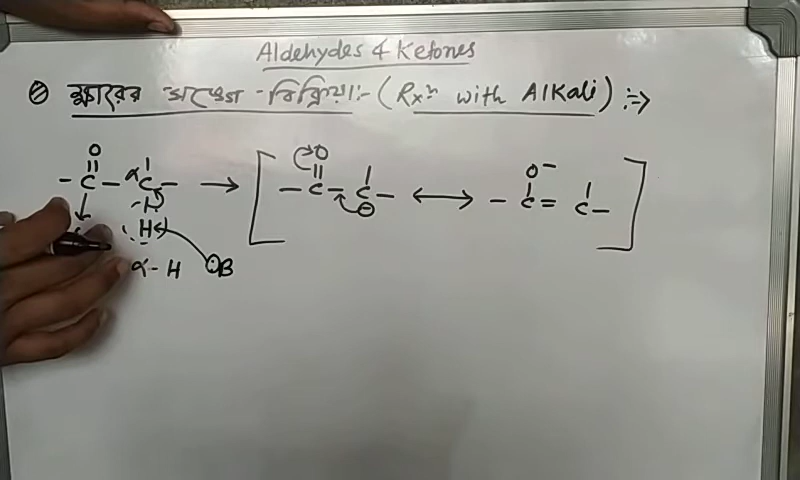 Aldehydes & Ketones
ক্ষারের সাথে বিক্রিয়া:- (Rxⁿ with Alkali) :⇒
O O O⁻
- C - αC - → [ - C - C - ↔ - C = C - ]
H
α-H B